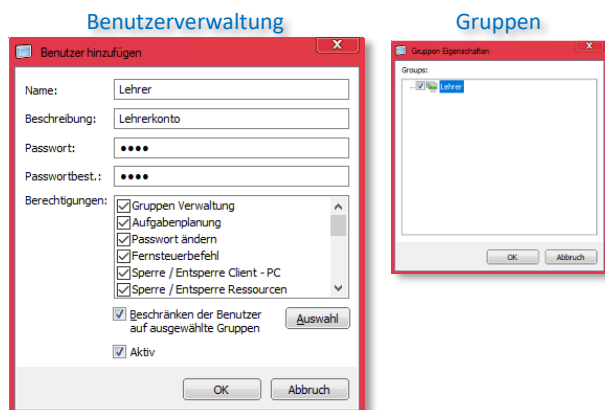 Benutzerverwaltung
Benutzer hinzufügen
Name: Lehrer
Beschreibung: Lehrerkonto
Passwort: ••••
Passwortbest.: ••••
Berechtigungen:
Gruppen Verwaltung
Aufgabenplanung
Passwort ändern
Fernsteuerbefehl
Sperre / Entsperre Client - PC
Sperre / Entsperre Ressourcen
Beschränken der Benutzer
auf ausgewählte Gruppen
Auswahl
Aktiv
OK Abbruch
Gruppen
Gruppen Eigenschaften
Groups:
Lehrer
OK Abbruch